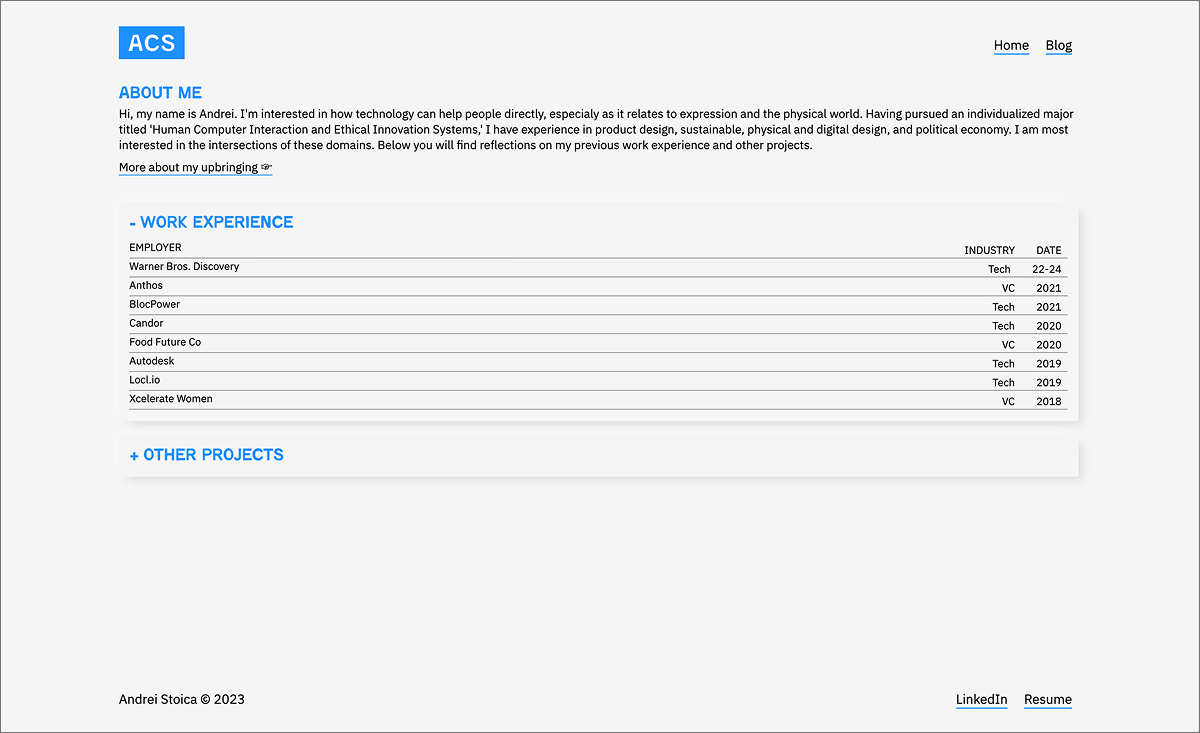 ACS
Home Blog
ABOUT ME
Hi, my name is Andrei. I'm interested in how technology can help people directly, especialy as it relates to expression and the physical world. Having pursued an individualized major
titled 'Human Computer Interaction and Ethical Innovation Systems,' I have experience in product design, sustainable, physical and digital design, and political economy. I am most
interested in the intersections of these domains. Below you will find reflections on my previous work experience and other projects.
More about my upbringing ☞
- WORK EXPERIENCE
EMPLOYER INDUSTRY DATE
Warner Bros. Discovery Tech 22-24
Anthos VC 2021
BlocPower Tech 2021
Candor Tech 2020
Food Future Co VC 2020
Autodesk Tech 2019
Locl.io Tech 2019
Xcelerate Women VC 2018
+ OTHER PROJECTS
Andrei Stoica © 2023 LinkedIn Resume